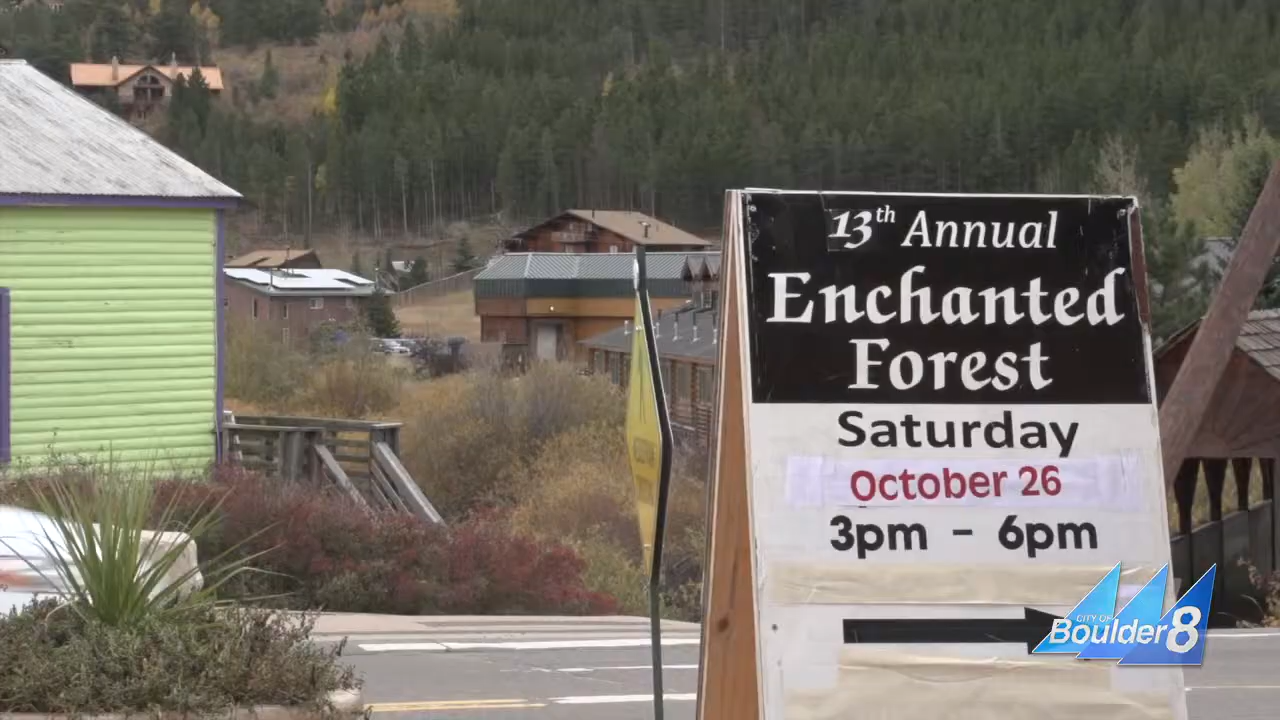 13th Annual
Enchanted
Forest
Saturday
October 26
3pm - 6pm
CITY OF
Boulder 8